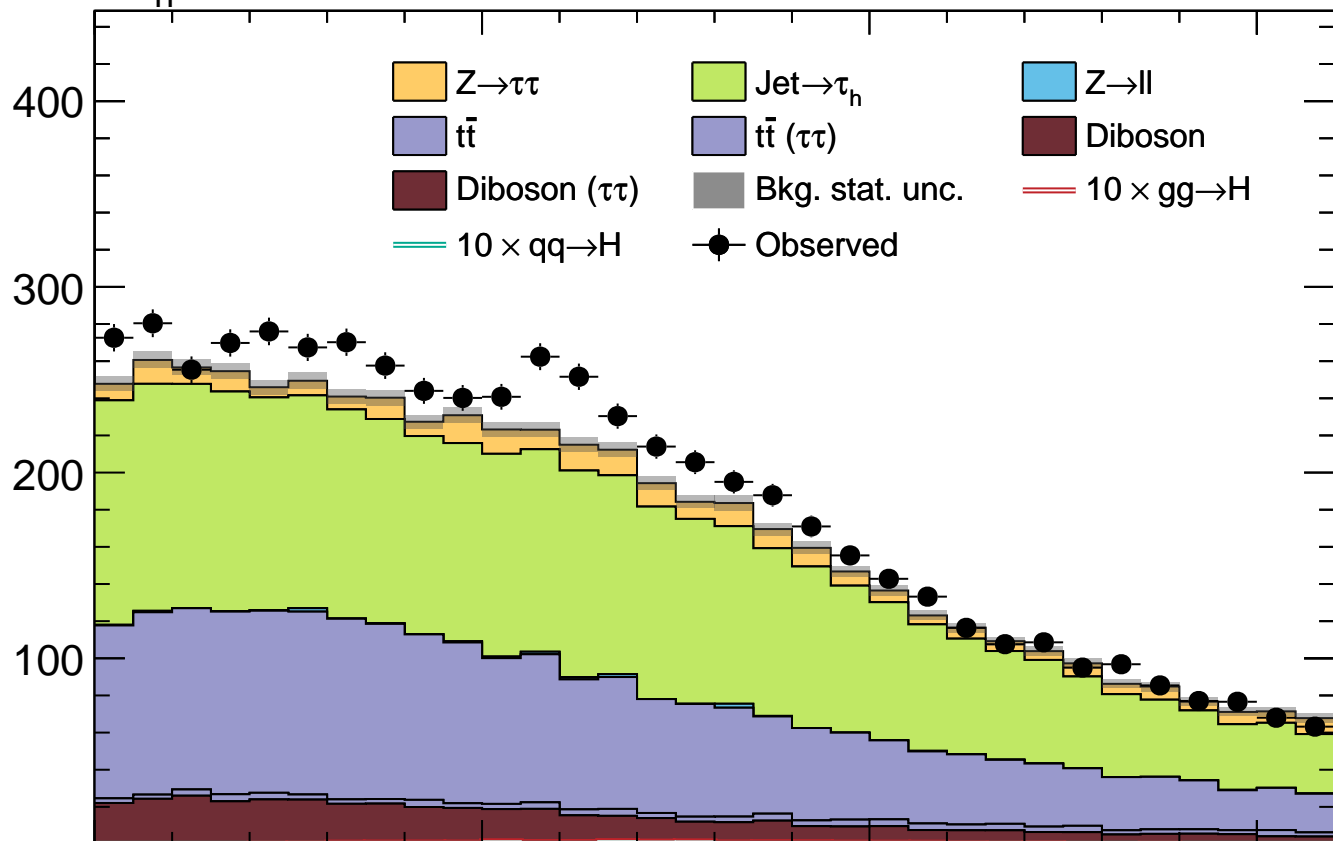 400
300
200
100
Z→ττ Jet→τh Z→ll
tt̄ tt̄ (ττ) Diboson
Diboson (ττ) Bkg. stat. unc. 10 × gg→H
10 × qq→H Observed